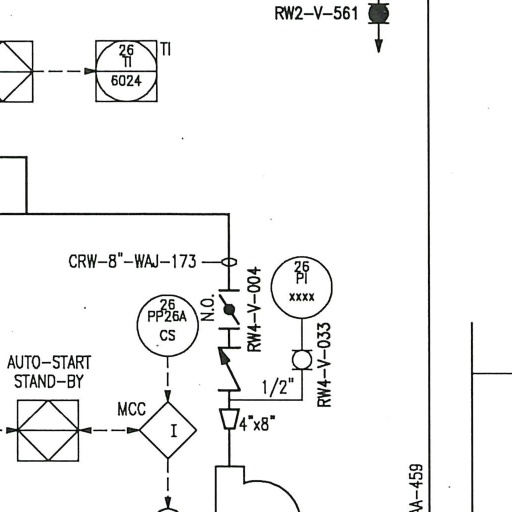 RW2-V-561
26
TI
6024
TI
CRW-8"-WAJ-173
26
PI
xxxx
N.O.
RW4-V-004
26
PP26A
CS
RW4-V-033
AUTO-START
STAND-BY
1/2"
MCC
I
4"x8"
AA-459